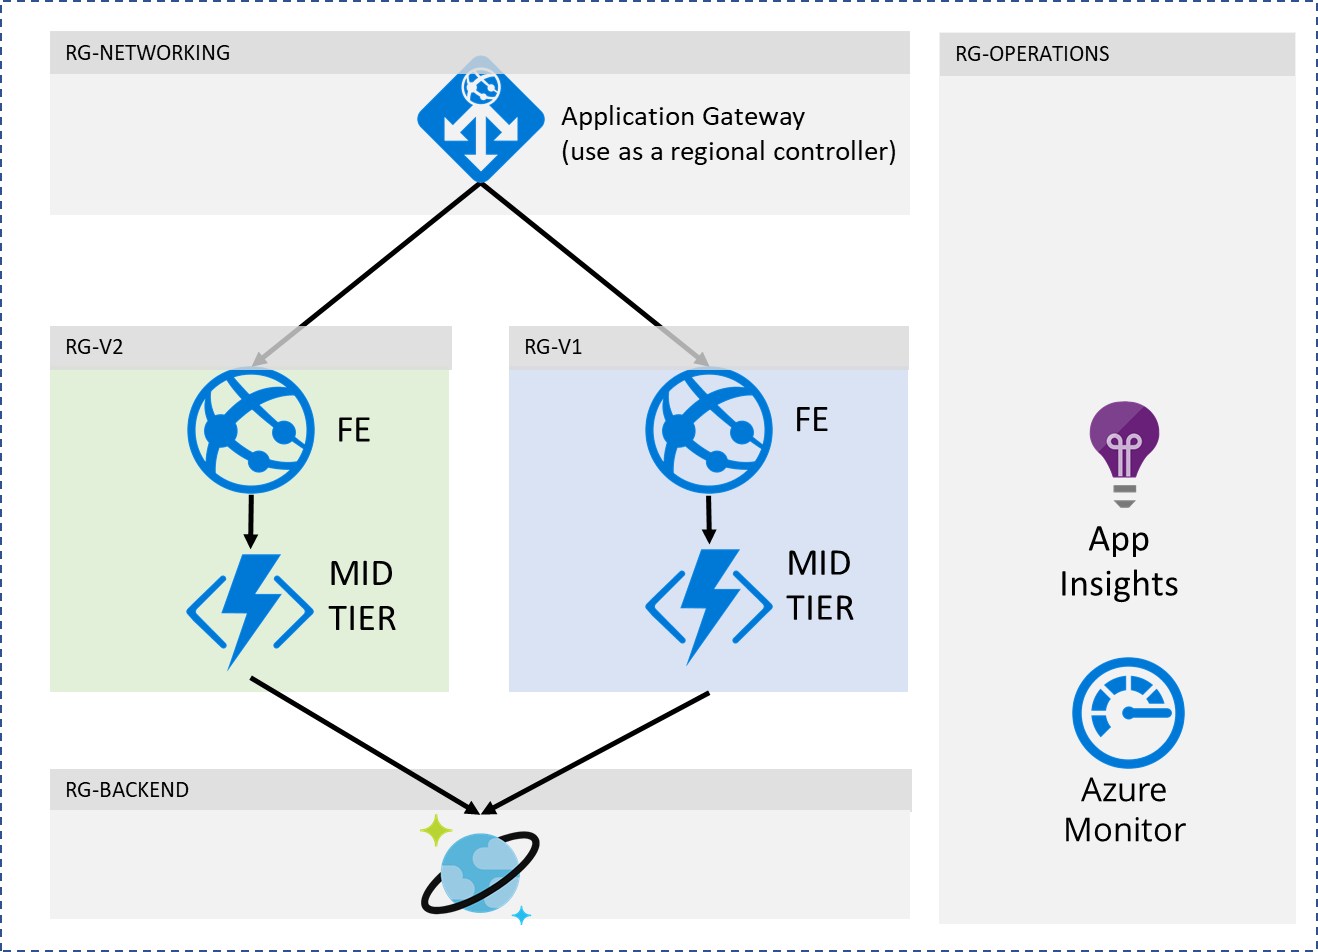 RG-NETWORKING
Application Gateway
(use as a regional controller)
RG-OPERATIONS
RG-V2
FE
MID
TIER
RG-V1
FE
MID
TIER
App
Insights
Azure
Monitor
RG-BACKEND